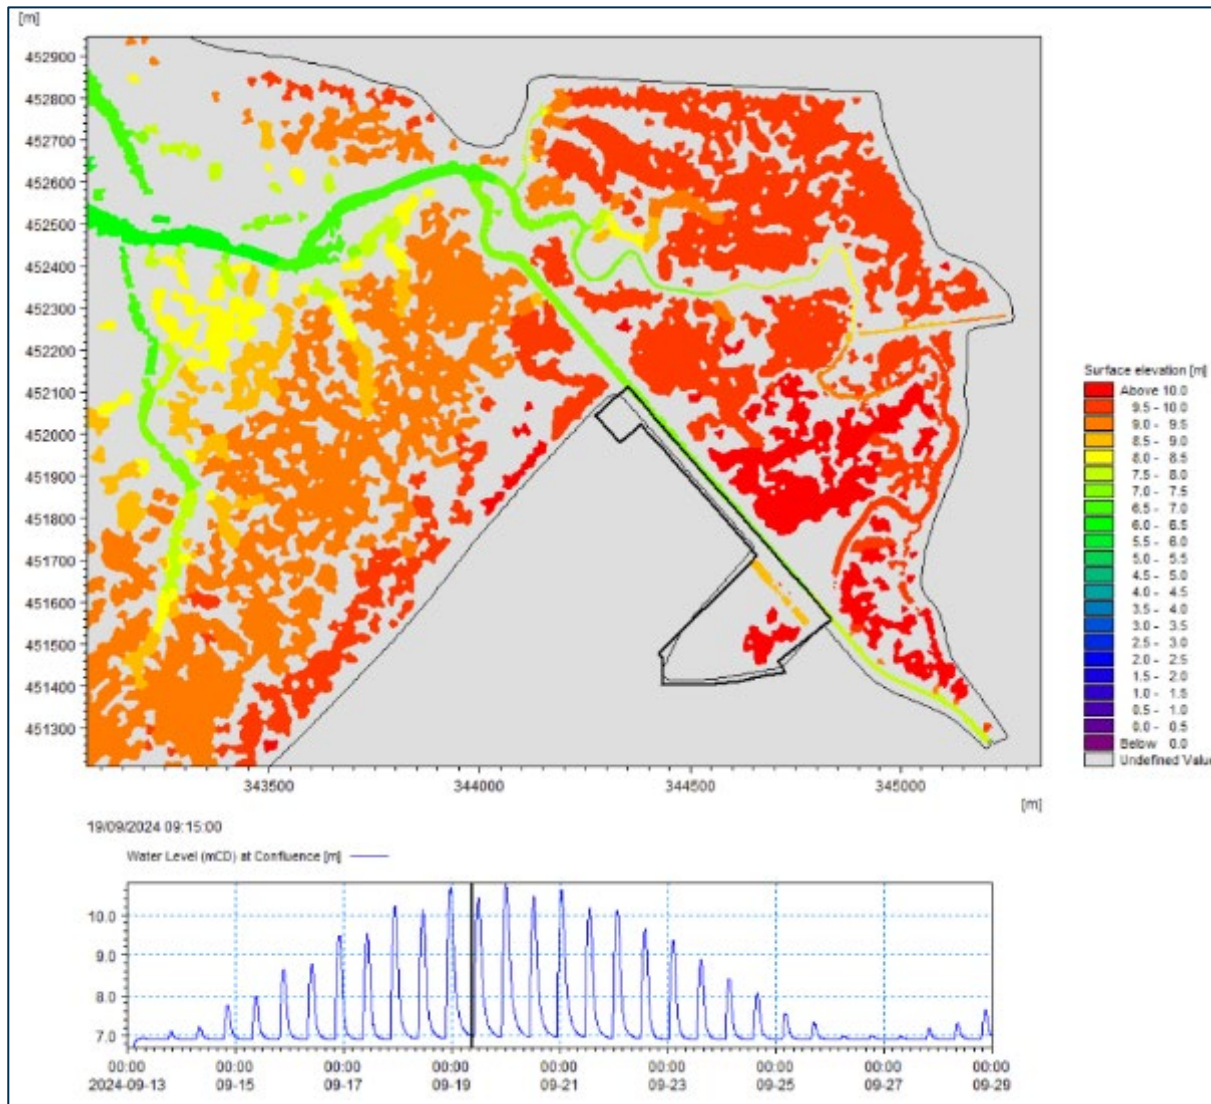 [m]
452900
452800
452700
452600
452500
452400
452300
452200
452100
452000
451900
451800
451700
451600
451500
451400
451300
343500 344000 344500 345000
[m]
Surface elevation [m]
Above 10.0
9.5 - 10.0
9.0 - 9.5
8.5 - 9.0
8.0 - 8.5
7.5 - 8.0
7.0 - 7.5
6.5 - 7.0
6.0 - 6.5
5.5 - 6.0
5.0 - 5.5
4.5 - 5.0
4.0 - 4.5
3.5 - 4.0
3.0 - 3.5
2.5 - 3.0
2.0 - 2.5
1.5 - 2.0
1.0 - 1.5
0.5 - 1.0
0.0 - 0.5
Below 0.0
Undefined Value
19/09/2024 09:15:00
Water Level (mCD) at Confluence [m]
10.0
9.0
8.0
7.0
00:00 00:00 00:00 00:00 00:00 00:00 00:00 00:00 00:00
2024-09-13 09-15 09-17 09-19 09-21 09-23 09-25 09-27 09-29